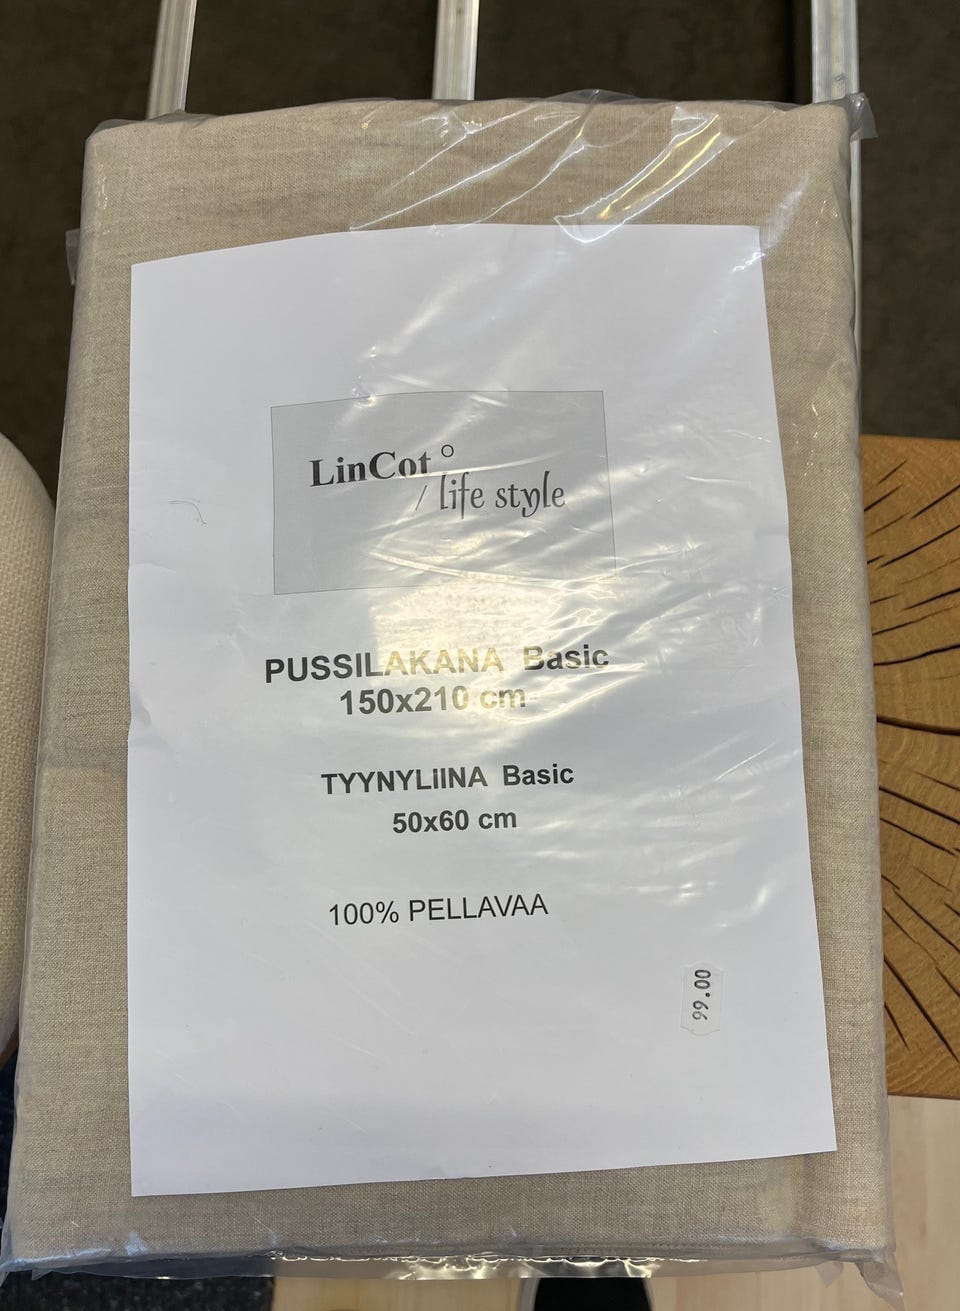 LinCot°
/ life style
PUSSILAKANA Basic
150x210 cm
TYYNYLIINA Basic
50x60 cm
100% PELLAVAA
99.00